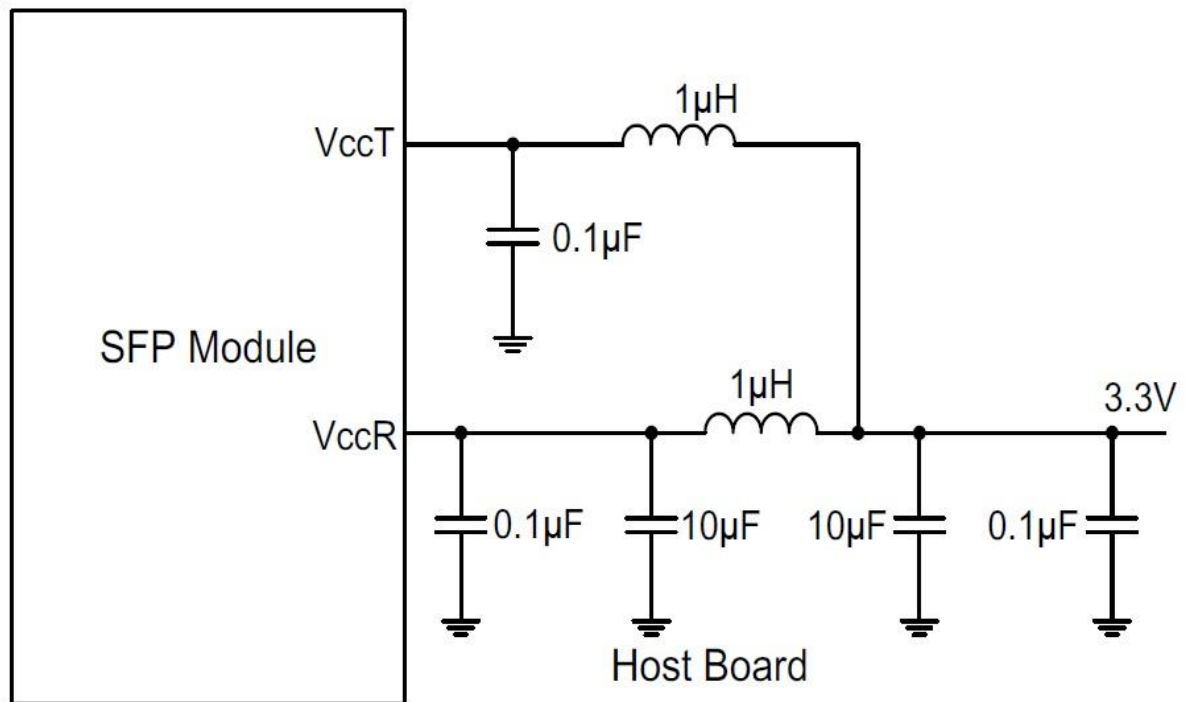 1µH
VccT
0.1µF
SFP Module
1µH
3.3V
VccR
0.1µF
10µF
10µF
0.1µF
Host Board